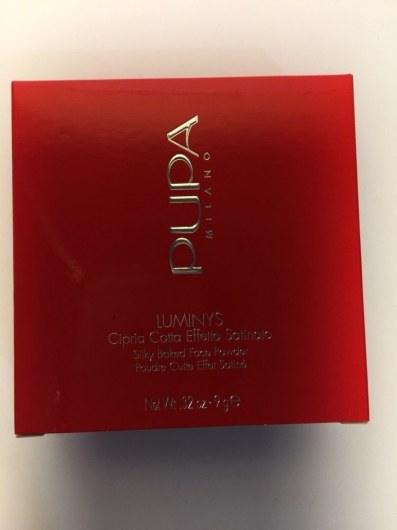 PUPA
MILANO
LUMINYS
Cipria Cotta Effetto Satinato
Silky Baked Face Powder
Poudre Cuite Effet Satiné
Net Wt. .32 oz - 9 g ℮